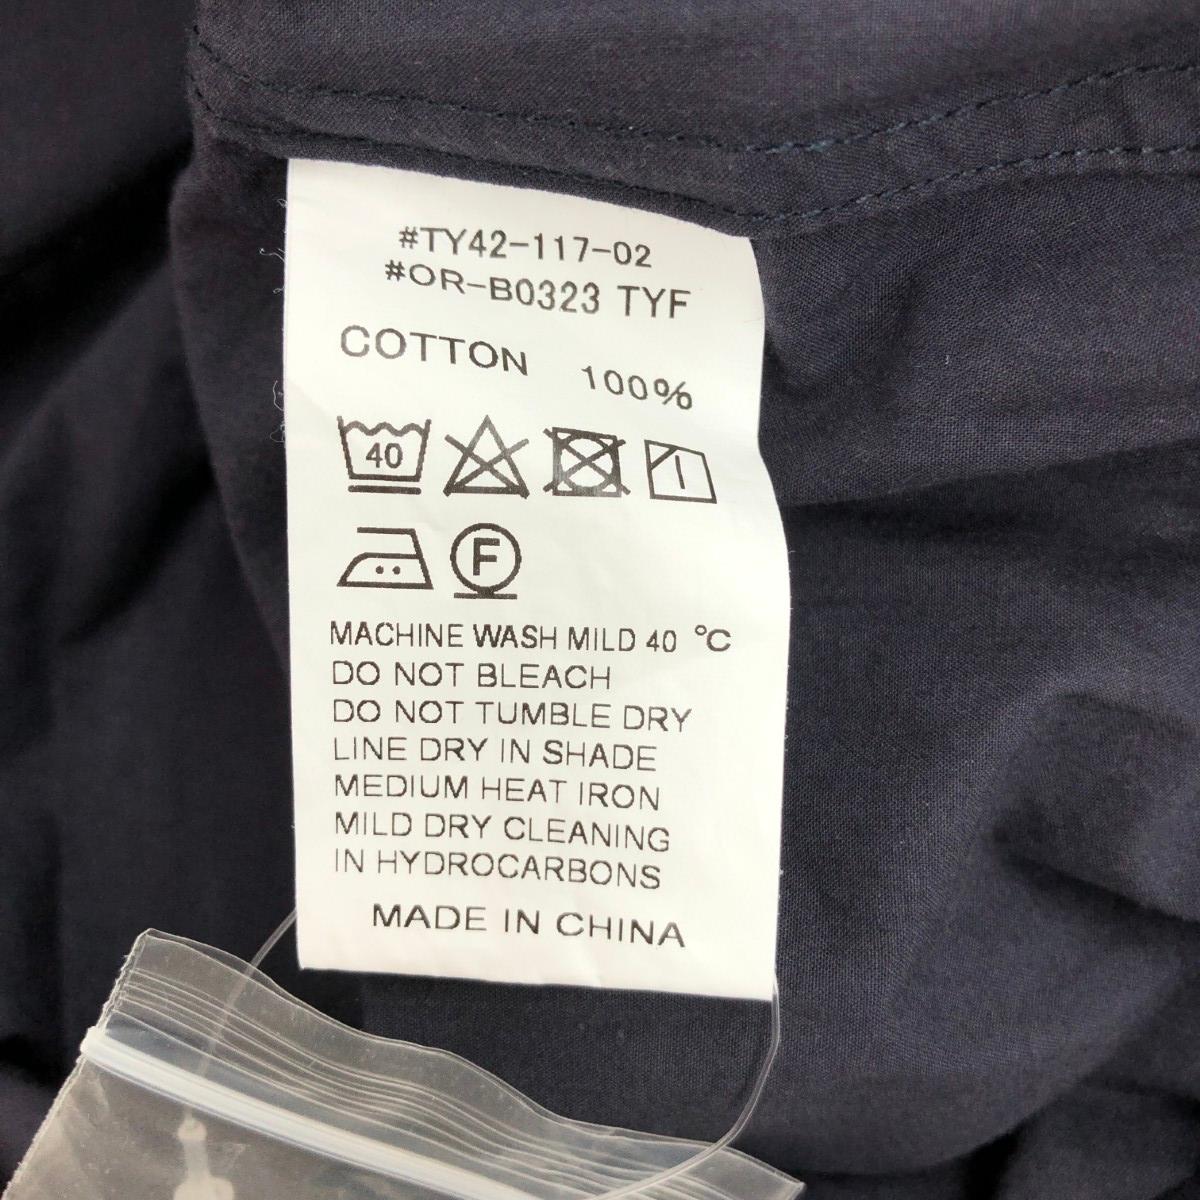 #TY42-117-02
#OR-B0323 TYF
COTTON 100%
40
F
MACHINE WASH MILD 40 °C
DO NOT BLEACH
DO NOT TUMBLE DRY
LINE DRY IN SHADE
MEDIUM HEAT IRON
MILD DRY CLEANING
IN HYDROCARBONS
MADE IN CHINA